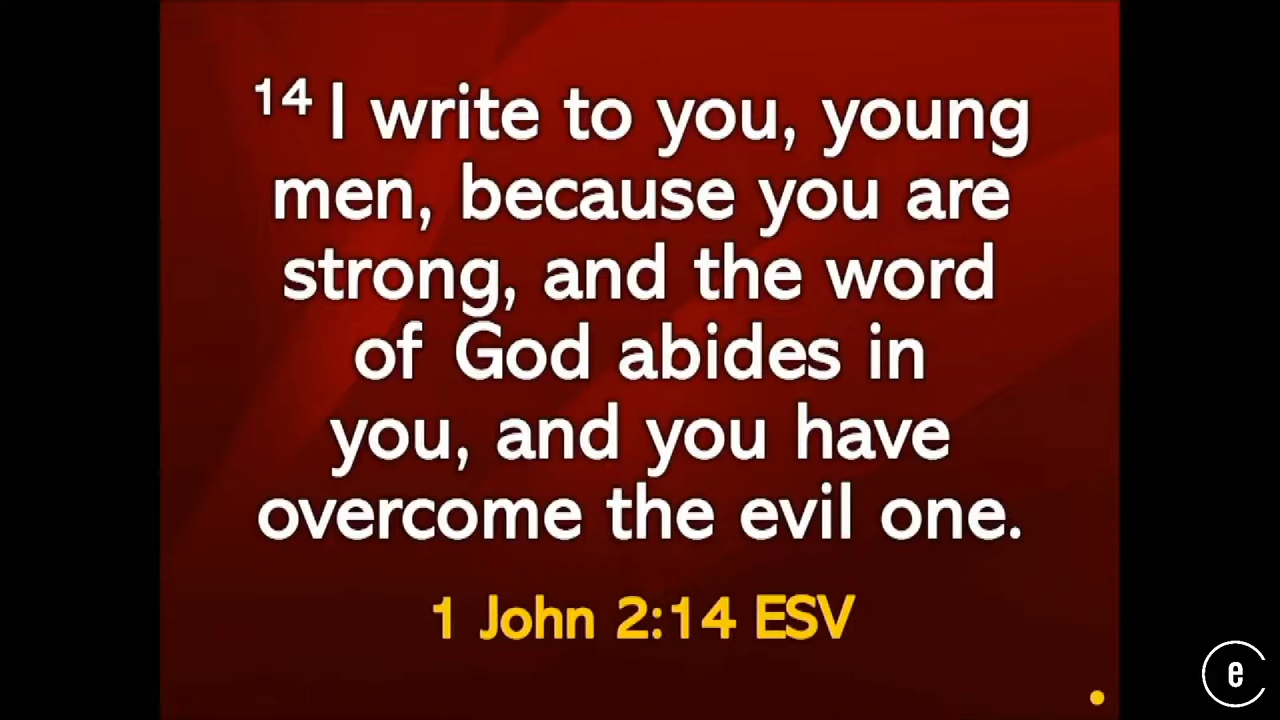 14 I write to you, young
men, because you are
strong, and the word
of God abides in
you, and you have
overcome the evil one.
1 John 2:14 ESV
e